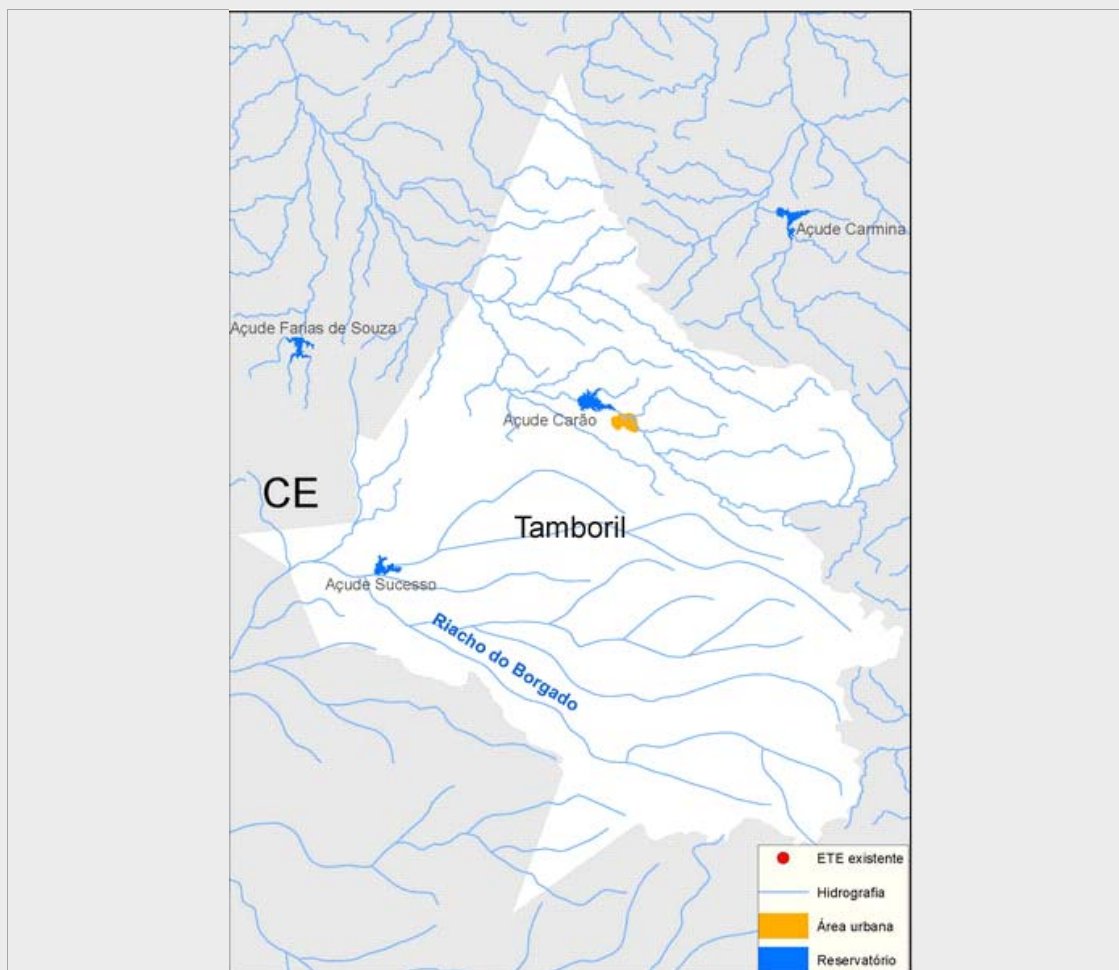 Açude Carmina
Açude Farias de Souza
Açude Carão
CE
Tamboril
Açude Sucesso
Riacho do Borgado
ETE existente
Hidrografia
Área urbana
Reservatório